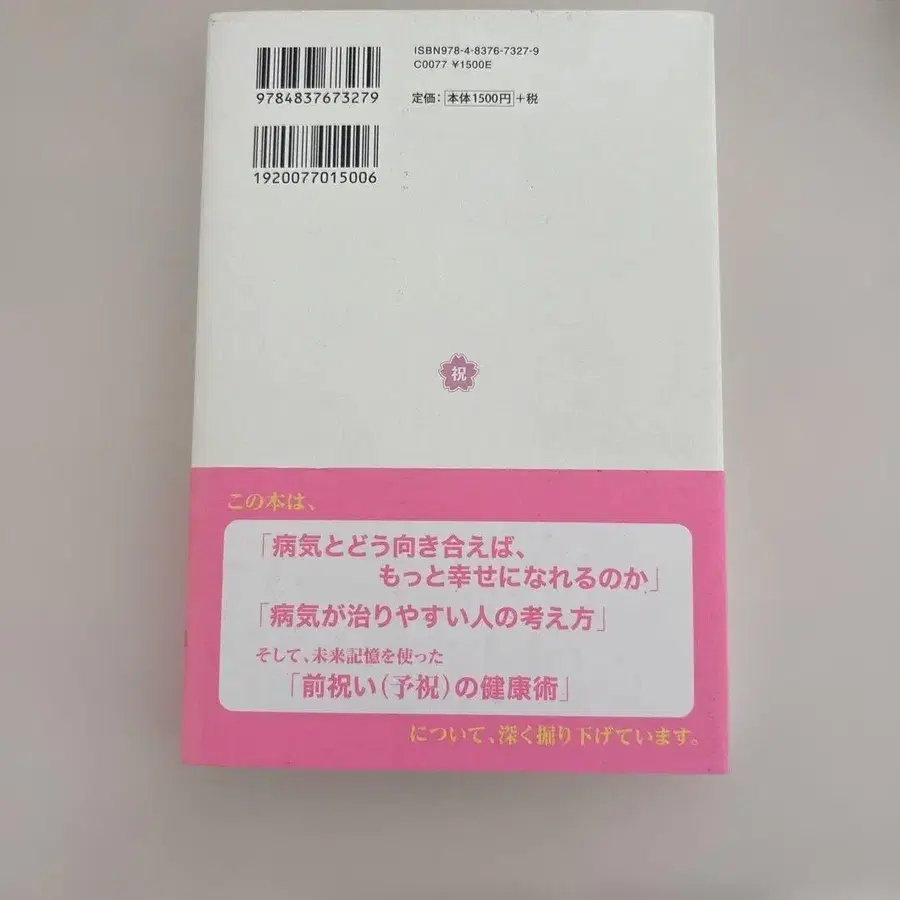 ISBN978-4-8376-7327-9
C0077 ¥1500E
9784837673279
定価：本体1500円+税
1920077015006
祝
この本は、
「病気とどう向き合えば、
もっと幸せになれるのか」
「病気が治りやすい人の考え方」
そして、未来記憶を使った
「前祝い（予祝）の健康術」
について、深く掘り下げています。